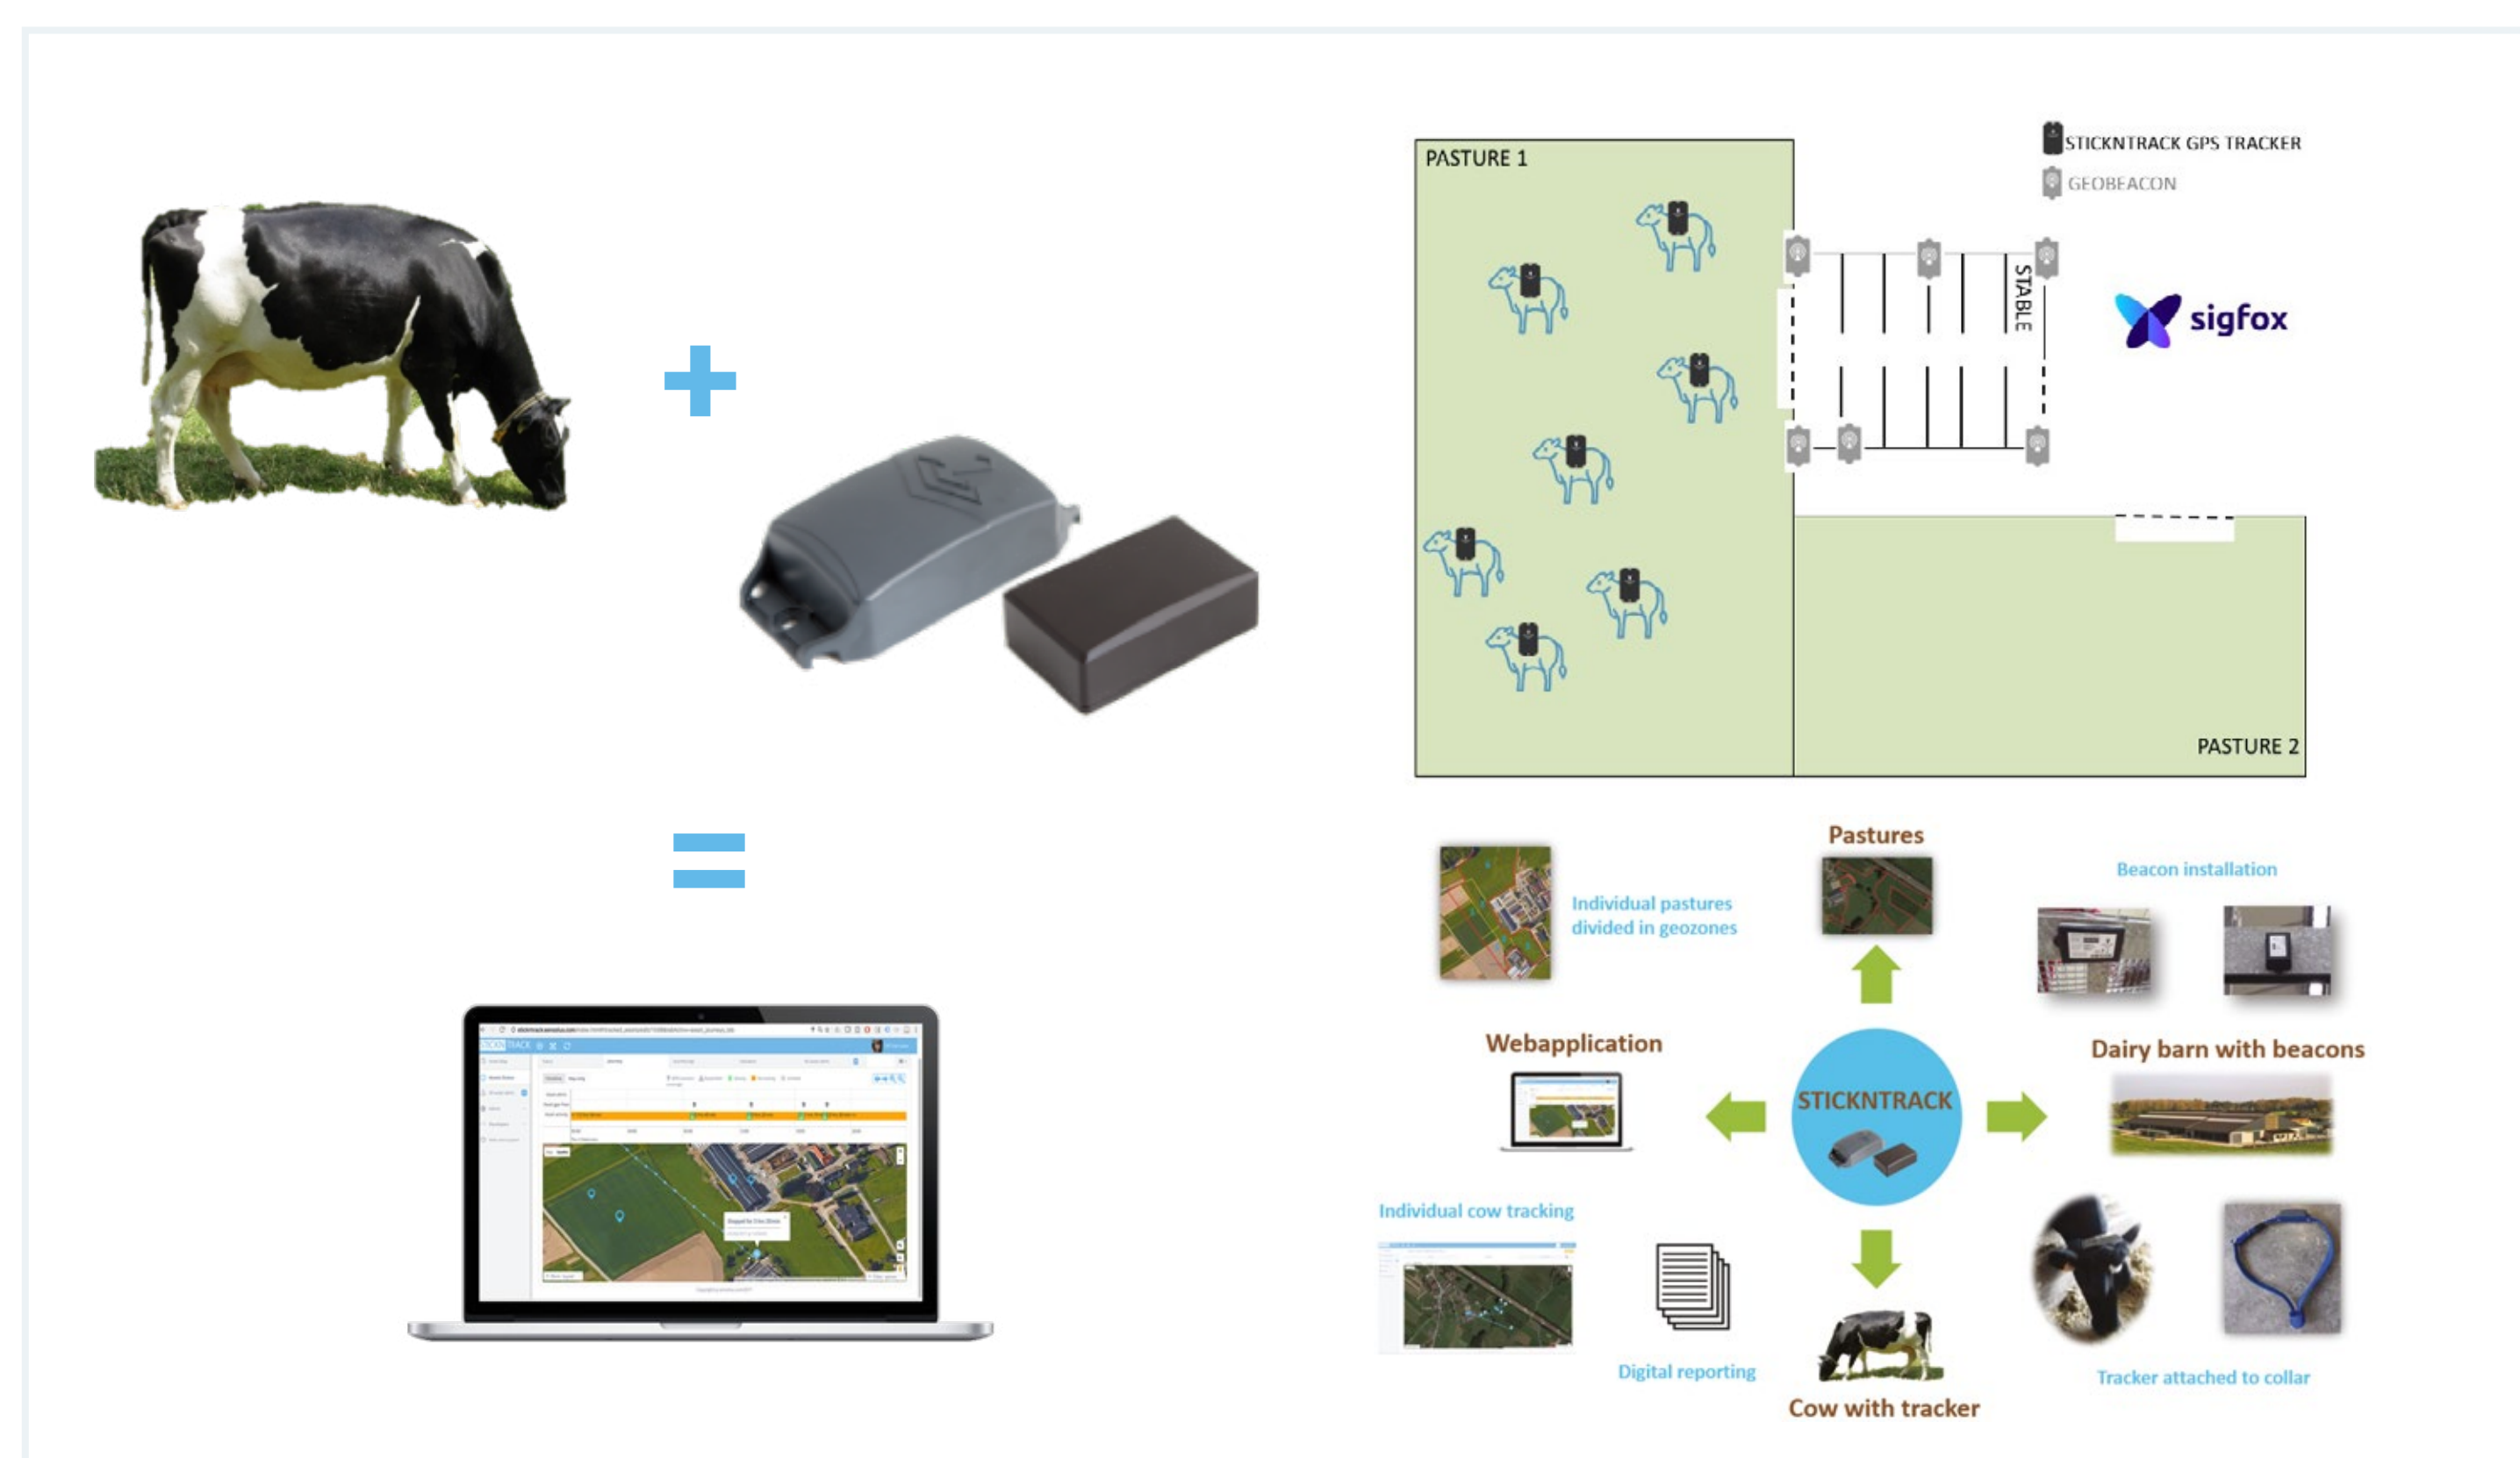 PASTURE 1
STICKNTRACK GPS TRACKER
GEOBEACON
STABLE
sigfox
PASTURE 2
Pastures
Individual pastures
divided in geozones
Beacon installation
Webapplication
Dairy barn with beacons
STICKNTRACK
Individual cow tracking
Digital reporting
Tracker attached to collar
Cow with tracker
STICKNTRACK